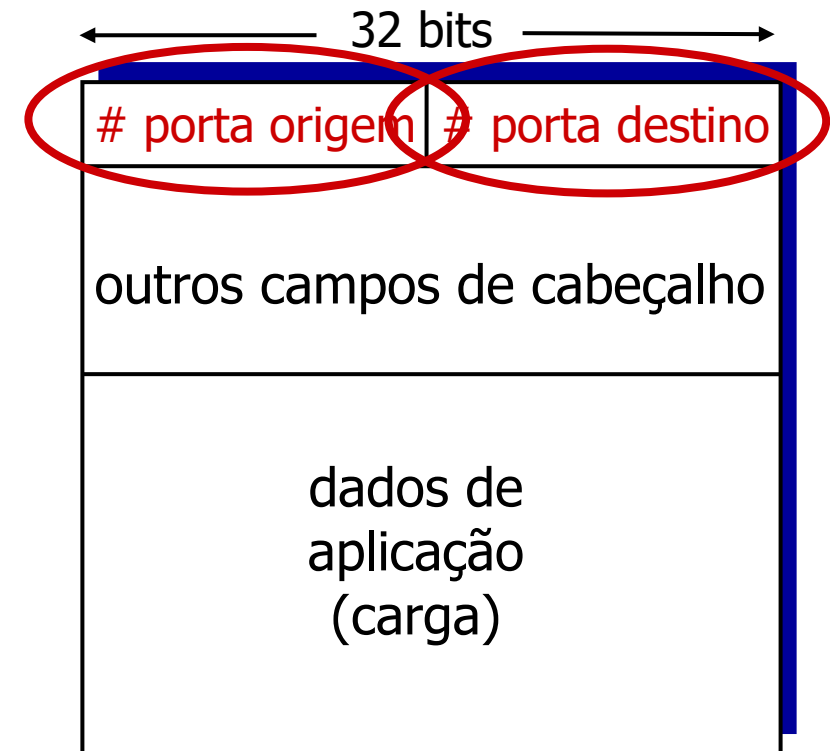 32 bits
# porta origem # porta destino
outros campos de cabeçalho
dados de
aplicação
(carga)